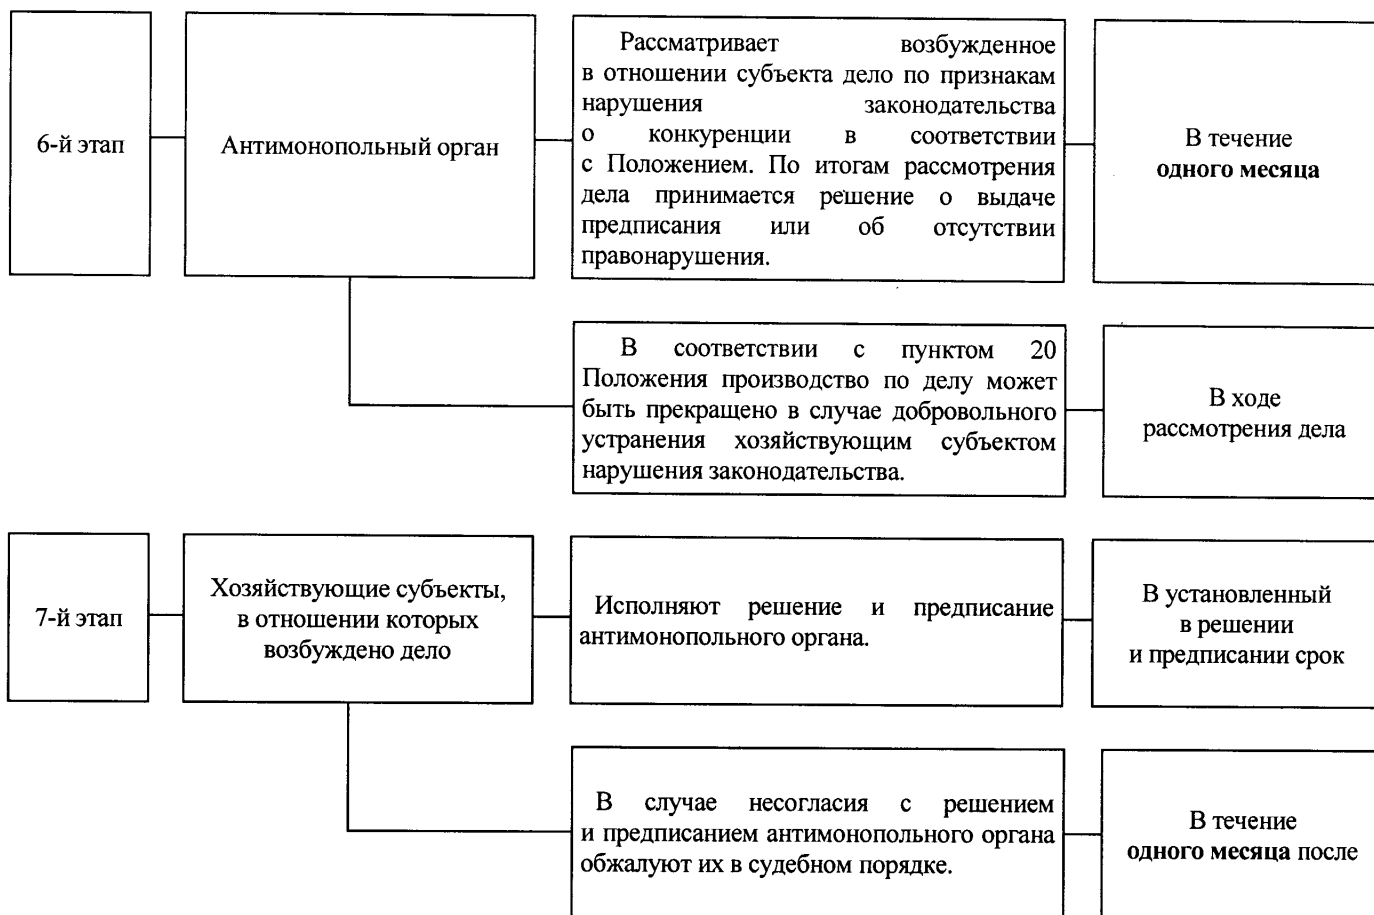 6-й этап
Антимонопольный орган
Рассматривает возбужденное
в отношении субъекта дело по признакам
нарушения законодательства
о конкуренции в соответствии
с Положением. По итогам рассмотрения
дела принимается решение о выдаче
предписания или об отсутствии
правонарушения.
В течение
одного месяца
В соответствии с пунктом 20
Положения производство по делу может
быть прекращено в случае добровольного
устранения хозяйствующим субъектом
нарушения законодательства.
В ходе
рассмотрения дела
7-й этап
Хозяйствующие субъекты,
в отношении которых
возбуждено дело
Исполняют решение и предписание
антимонопольного органа.
В установленный
в решении
и предписании срок
В случае несогласия с решением
и предписанием антимонопольного органа
обжалуют их в судебном порядке.
В течение
одного месяца после